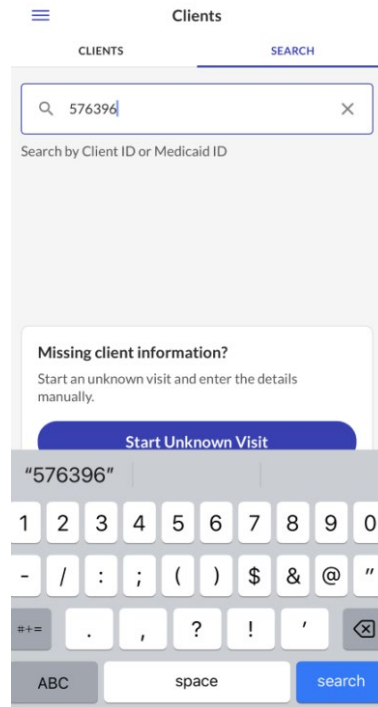 Clients
CLIENTS SEARCH
576396
Search by Client ID or Medicaid ID
Missing client information?
Start an unknown visit and enter the details
manually.
Start Unknown Visit
“576396”
1 2 3 4 5 6 7 8 9 0
- / : ; ( ) $ & @ "
#+= . , ? ! '
ABC space search